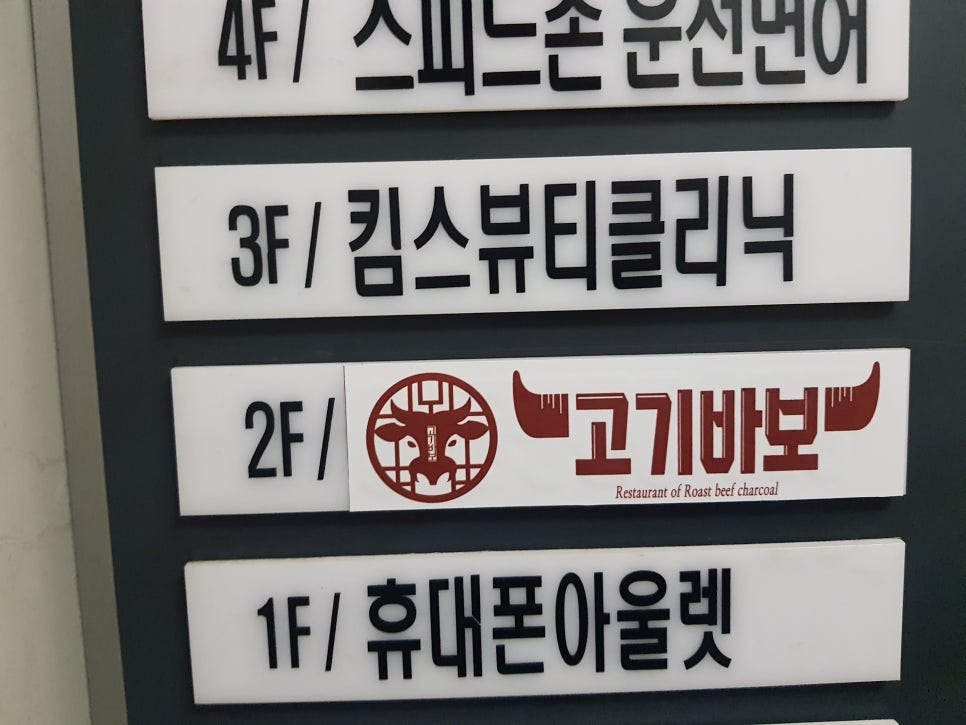 4F / 스피드존 운전면허
3F / 킴스뷰티클리닉
2F / 고기바보
Restaurant of Roast beef charcoal
1F / 휴대폰아울렛